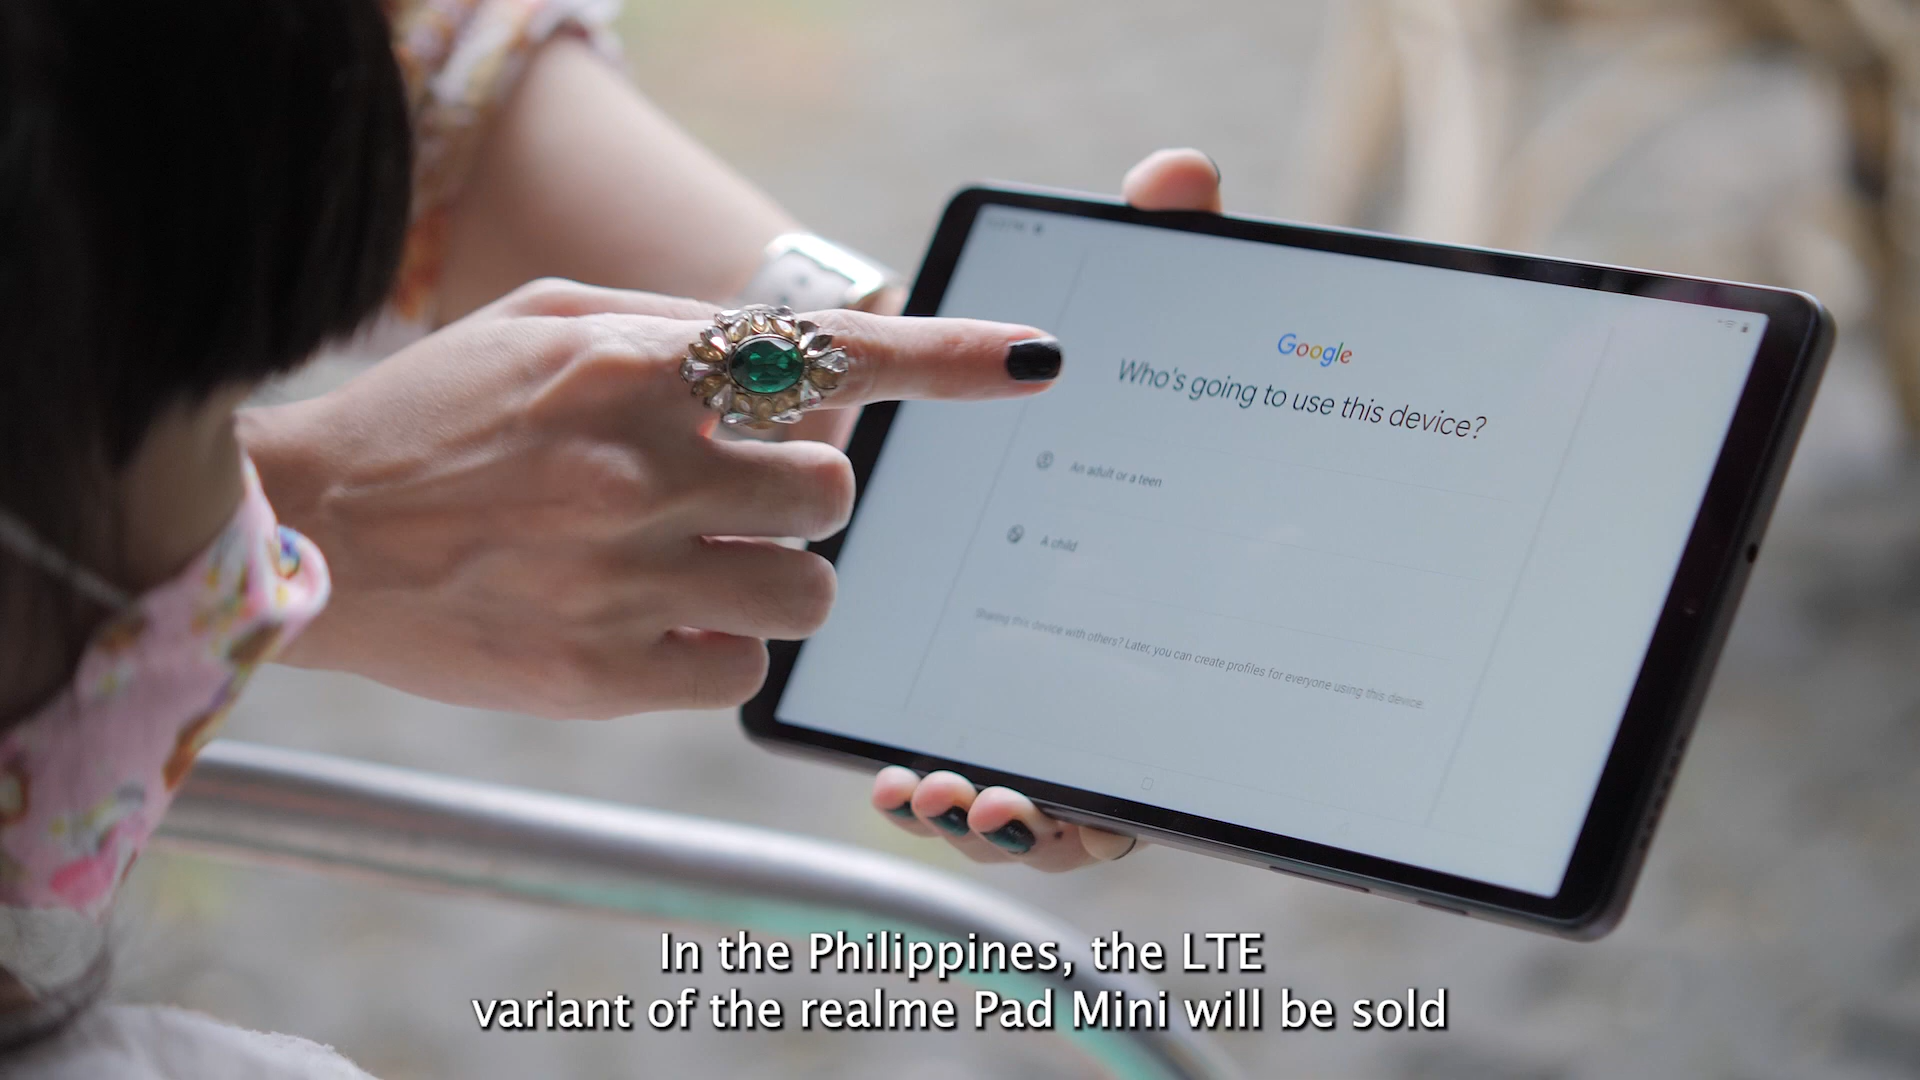 Google
Who's going to use this device?
An adult or a teen
A child
Sharing this device with others? Later, you can create profiles for everyone using this device.
In the Philippines, the LTE
variant of the realme Pad Mini will be sold